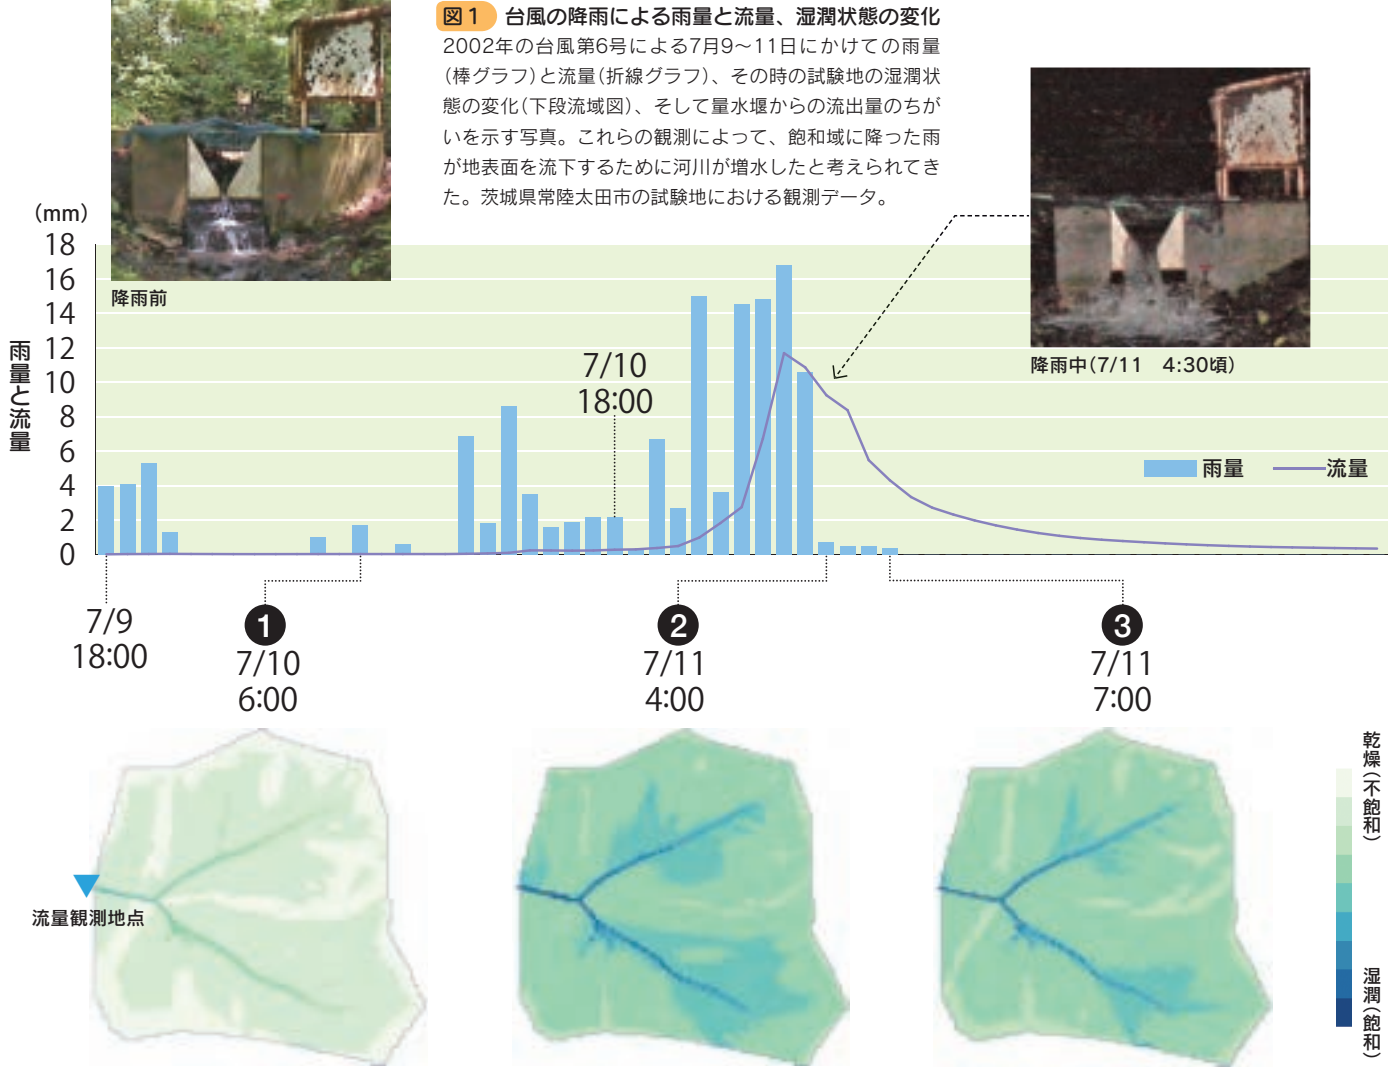 図1 台風の降雨による雨量と流量、湿潤状態の変化
2002年の台風第6号による7月9〜11日にかけての雨量
(棒グラフ)と流量(折線グラフ)、その時の試験地の湿潤状
態の変化(下段流域図)、そして量水堰からの流出量のちが
いを示す写真。これらの観測によって、飽和域に降った雨
が地表面を流下するために河川が増水したと考えられてき
た。茨城県常陸太田市の試験地における観測データ。
降雨前
降雨中(7/11 4:30頃)
(mm)
18
16
14
12
10
8
6
4
2
0
雨量と流量
7/10
18:00
雨量
流量
7/9
18:00
1
7/10
6:00
2
7/11
4:00
3
7/11
7:00
流量観測地点
乾燥(不飽和)
湿潤(飽和)